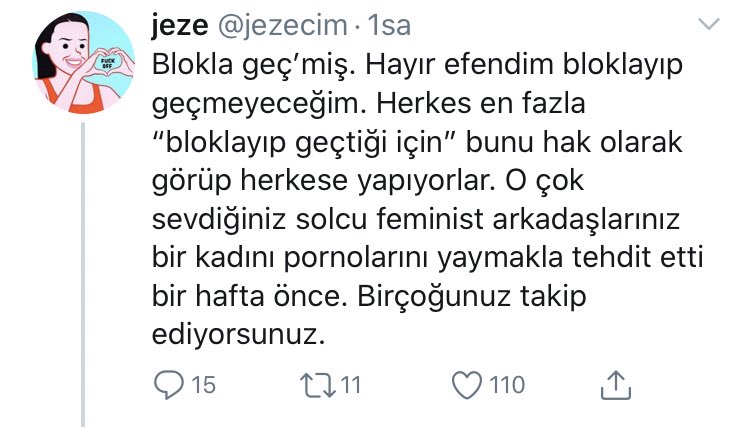 jeze @jezecim · 1sa
Blokla geç’miş. Hayır efendim bloklayıp
geçmeyeceğim. Herkes en fazla
“bloklayıp geçtiği için” bunu hak olarak
görüp herkese yapıyorlar. O çok
sevdiğiniz solcu feminist arkadaşlarınız
bir kadını pornolarını yaymakla tehdit etti
bir hafta önce. Birçoğunuz takip
ediyorsunuz.
15 11 110
FUCK
OFF